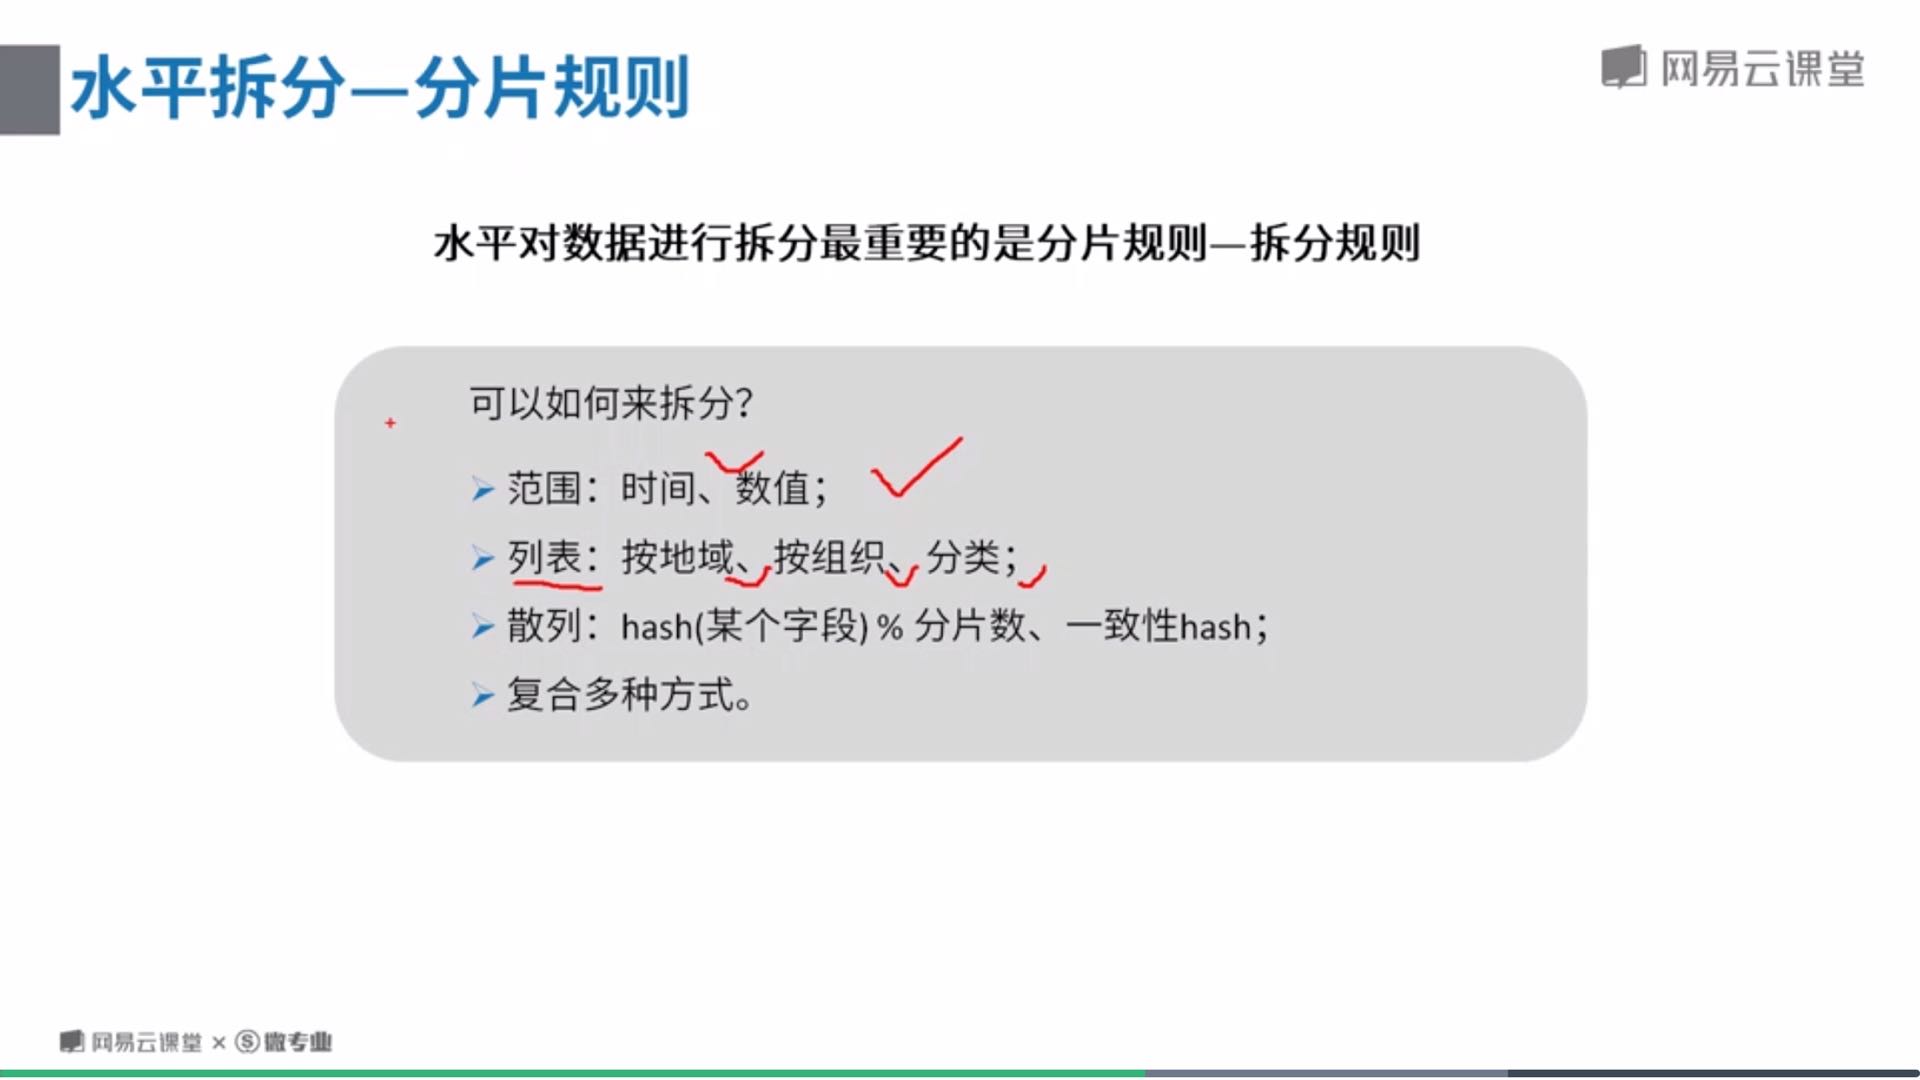 水平拆分—分片规则
网易云课堂
水平对数据进行拆分最重要的是分片规则—拆分规则
可以如何来拆分？
范围：时间、数值；
列表：按地域、按组织、分类；
散列：hash(某个字段) % 分片数、一致性hash；
复合多种方式。
网易云课堂 × Ⓢ微专业